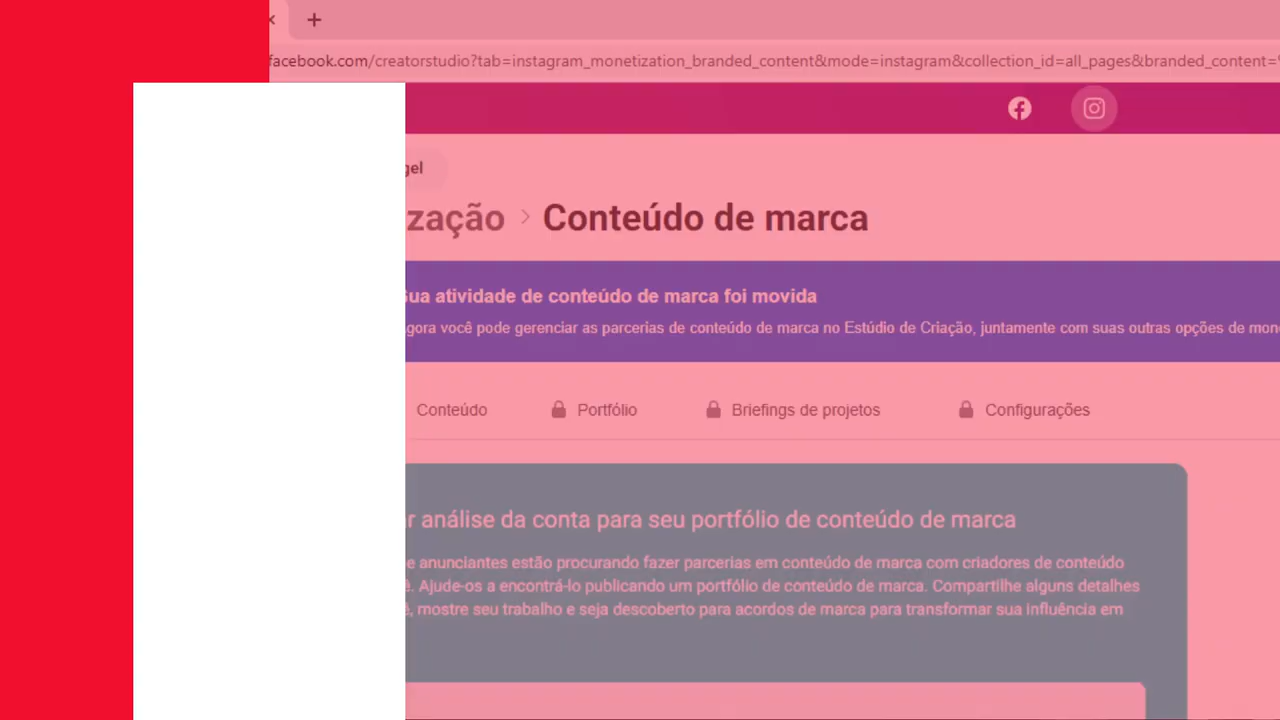 facebook.com/creatorstudio?tab=instagram_monetization_branded_content&mode=instagram&collection_id=all_pages&branded_content=
gel
zação > Conteúdo de marca
Sua atividade de conteúdo de marca foi movida
gora você pode gerenciar as parcerias de conteúdo de marca no Estúdio de Criação, juntamente com suas outras opções de mon
Conteúdo Portfólio Briefings de projetos Configurações
r análise da conta para seu portfólio de conteúdo de marca
e anunciantes estão procurando fazer parcerias em conteúdo de marca com criadores de conteúdo
ê. Ajude-os a encontrá-lo publicando um portfólio de conteúdo de marca. Compartilhe alguns detalhes
ê, mostre seu trabalho e seja descoberto para acordos de marca para transformar sua influência em